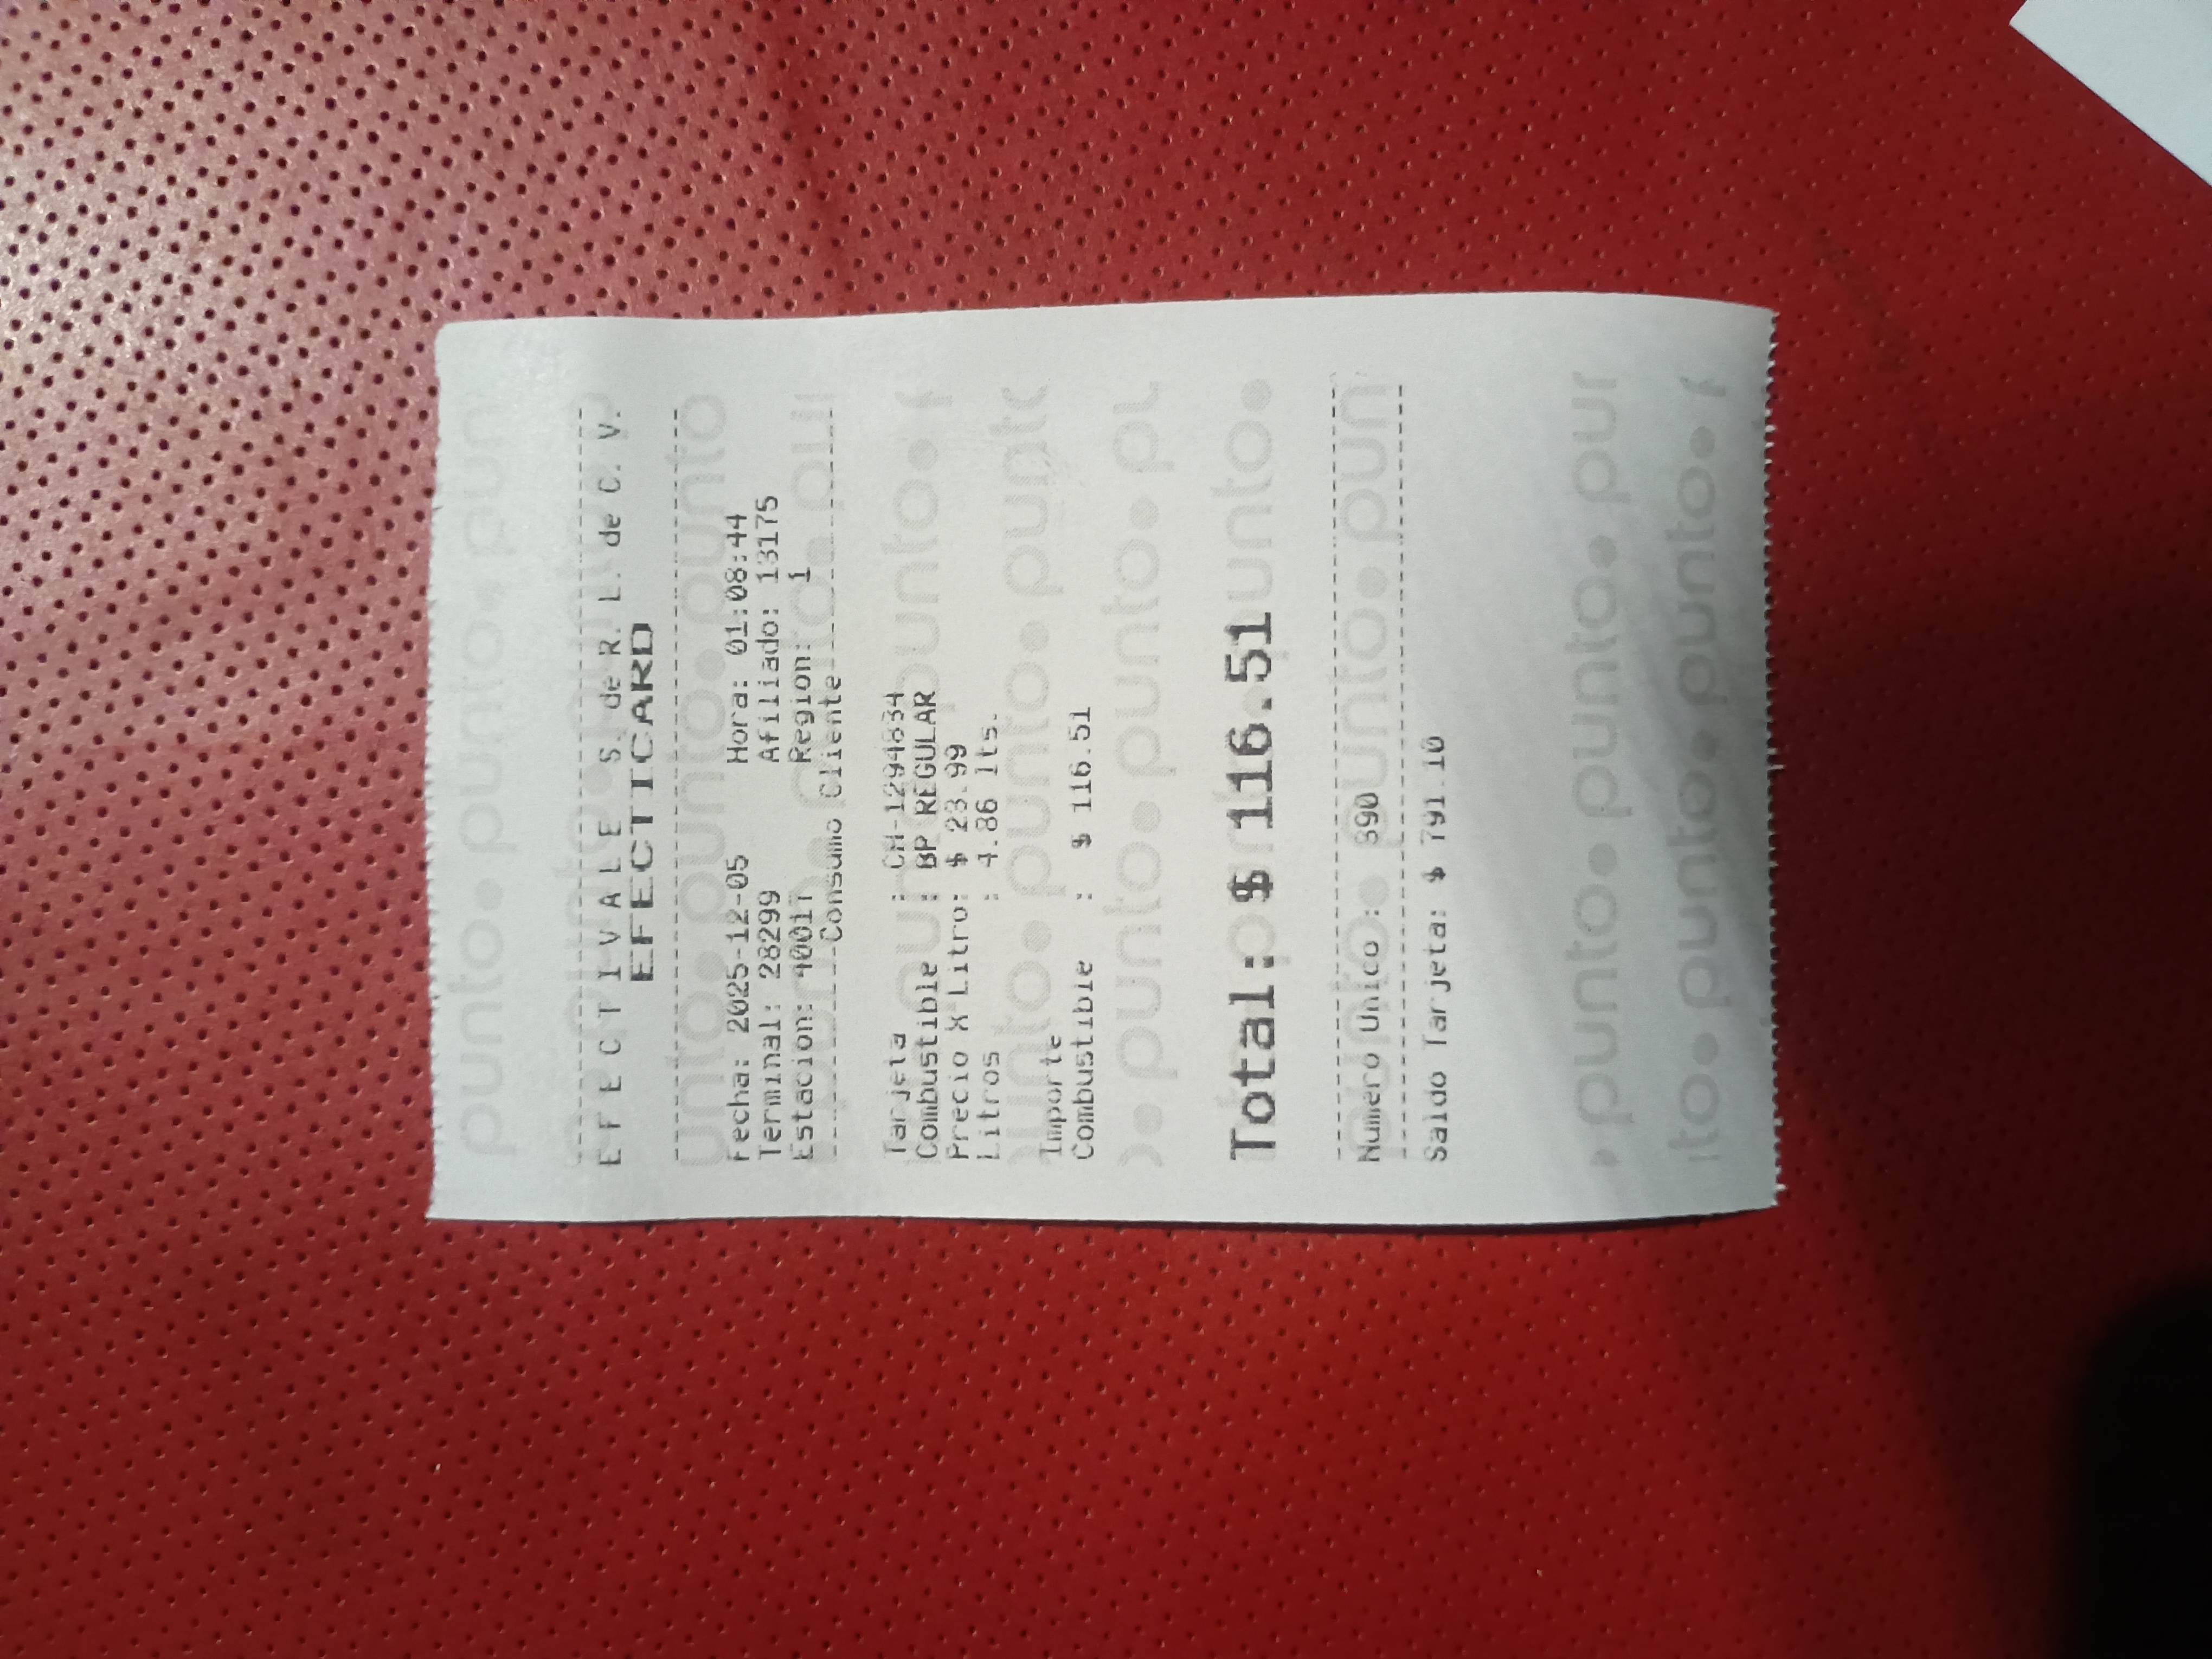 EFECTIVALE S. de R. L. de C. V.
EFECTICARD
Fecha: 2025-12-05 Hora: 01:08:44
Terminal: 28299 Afiliado: 13175
Estacion: Region: 1
Consumo Cliente
Tarjeta : CH-1294834
Combustible : BP REGULAR
Precio X Litro: $ 23.99
Litros : 4.86 lts.
Importe
Combustible : $ 116.51
Total: $ 116.51
Numero Unico : 390
Saldo Tarjeta: $ 791.10